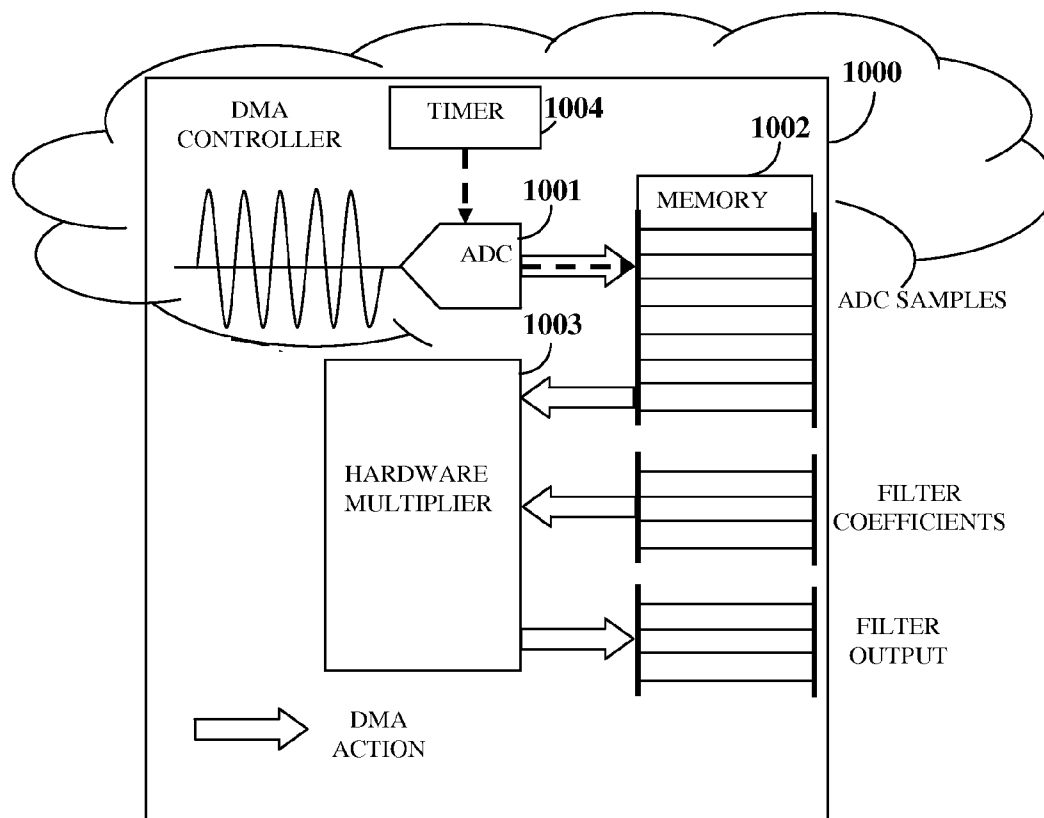 1000
DMA
CONTROLLER
TIMER
1004
1002
1001
MEMORY
ADC
ADC SAMPLES
1003
HARDWARE
MULTIPLIER
FILTER
COEFFICIENTS
FILTER
OUTPUT
DMA
ACTION